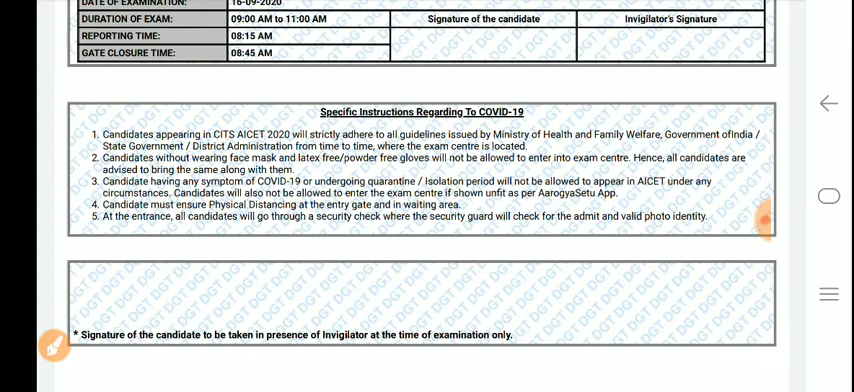 DATE OF EXAMINATION: 16-09-2020
DURATION OF EXAM: 09:00 AM to 11:00 AM Signature of the candidate Invigilator's Signature
REPORTING TIME: 08:15 AM
GATE CLOSURE TIME: 08:45 AM
Specific Instructions Regarding To COVID-19
1. Candidates appearing in CITS AICET 2020 will strictly adhere to all guidelines issued by Ministry of Health and Family Welfare, Government ofIndia /
State Government / District Administration from time to time, where the exam centre is located.
2. Candidates without wearing face mask and latex free/powder free gloves will not be allowed to enter into exam centre. Hence, all candidates are
advised to bring the same along with them.
3. Candidate having any symptom of COVID-19 or undergoing quarantine / Isolation period will not be allowed to appear in AICET under any
circumstances. Candidates will also not be allowed to enter the exam centre if shown unfit as per AarogyaSetu App.
4. Candidate must ensure Physical Distancing at the entry gate and in waiting area.
5. At the entrance, all candidates will go through a security check where the security guard will check for the admit and valid photo identity.
* Signature of the candidate to be taken in presence of Invigilator at the time of examination only.